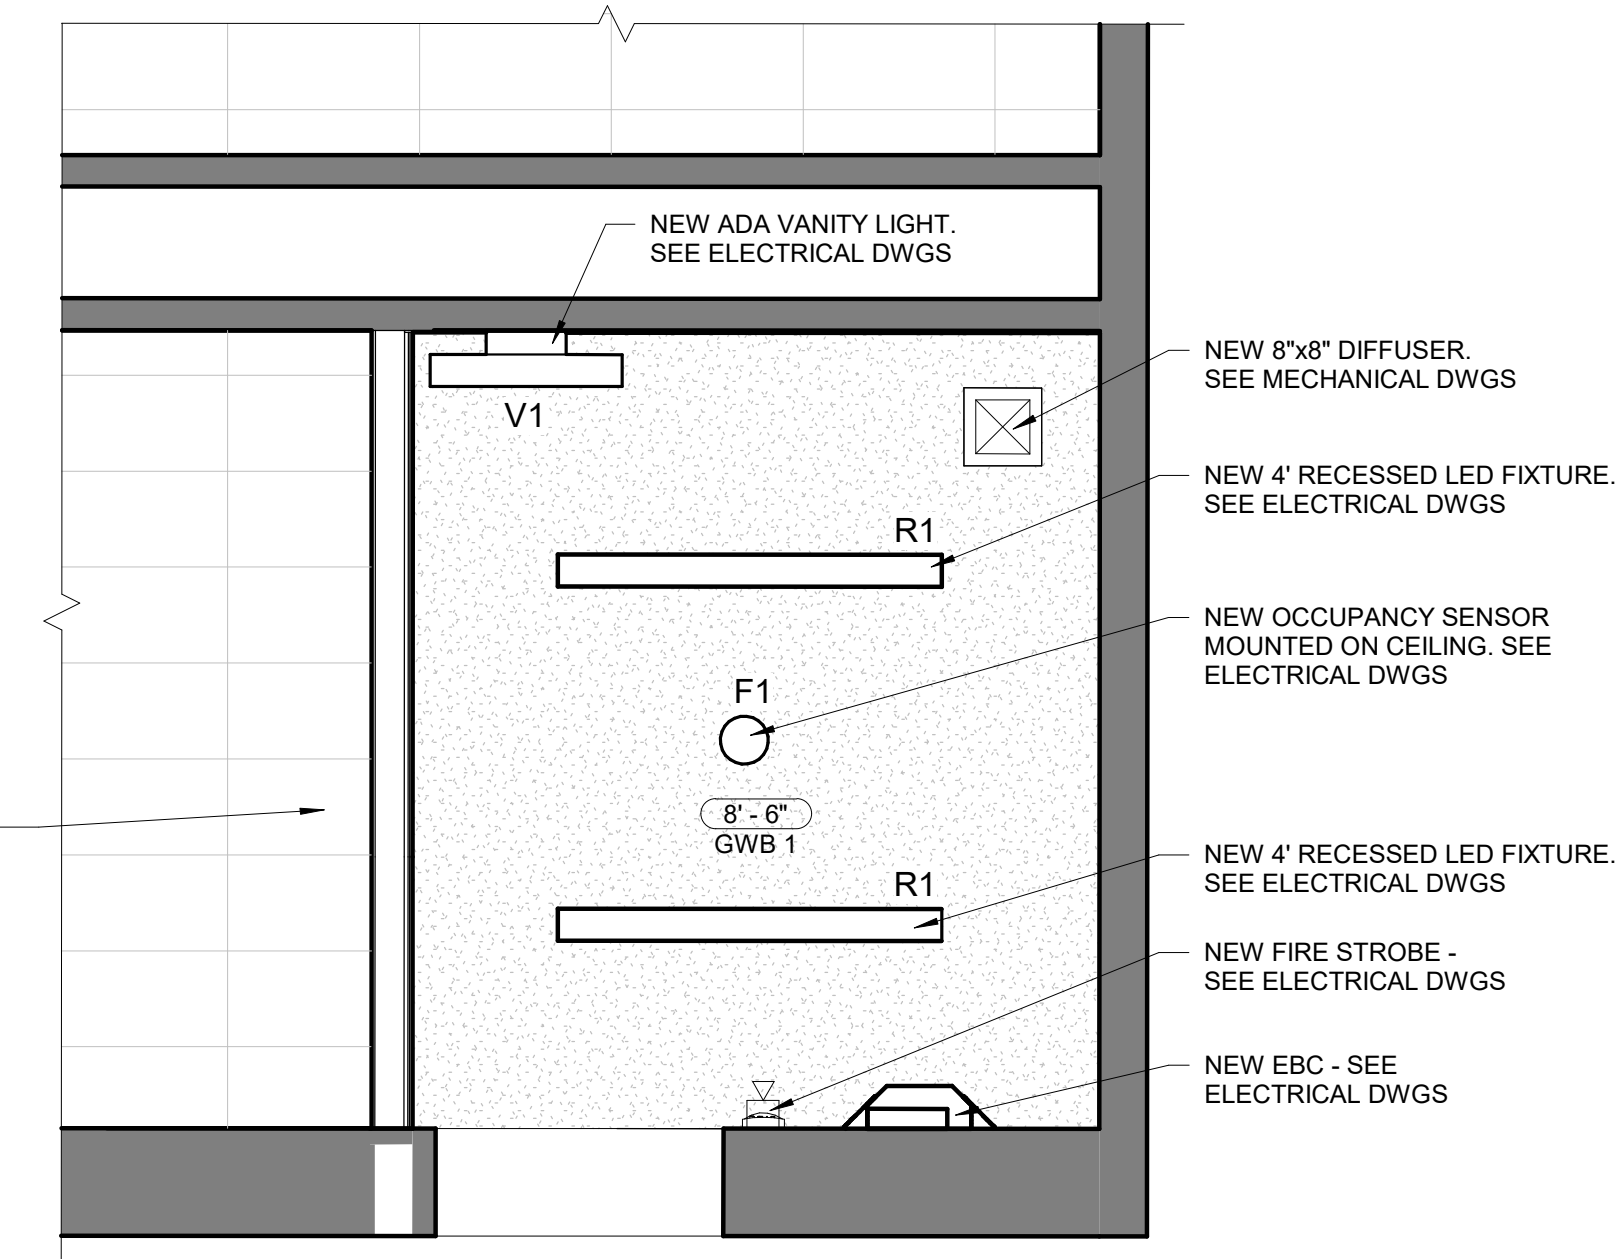 NEW ADA VANITY LIGHT.
SEE ELECTRICAL DWGS
NEW 8"x8" DIFFUSER.
SEE MECHANICAL DWGS
V1
NEW 4' RECESSED LED FIXTURE.
SEE ELECTRICAL DWGS
R1
NEW OCCUPANCY SENSOR
MOUNTED ON CEILING. SEE
ELECTRICAL DWGS
F1
8' - 6"
GWB 1
NEW 4' RECESSED LED FIXTURE.
SEE ELECTRICAL DWGS
R1
NEW FIRE STROBE -
SEE ELECTRICAL DWGS
NEW EBC - SEE
ELECTRICAL DWGS